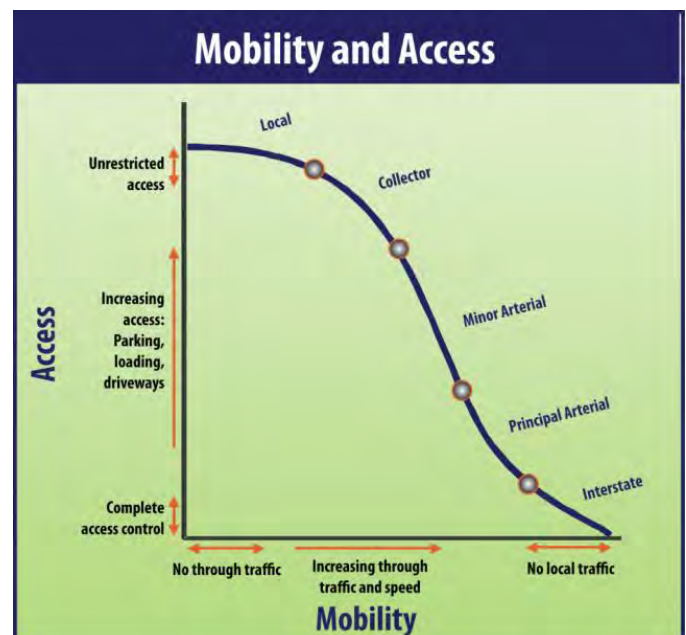 Mobility and Access
Local
Unrestricted
access
Collector
Increasing
access:
Parking,
loading,
driveways
Access
Minor Arterial
Principal Arterial
Interstate
Complete
access control
No through traffic
Increasing through
traffic and speed
No local traffic
Mobility